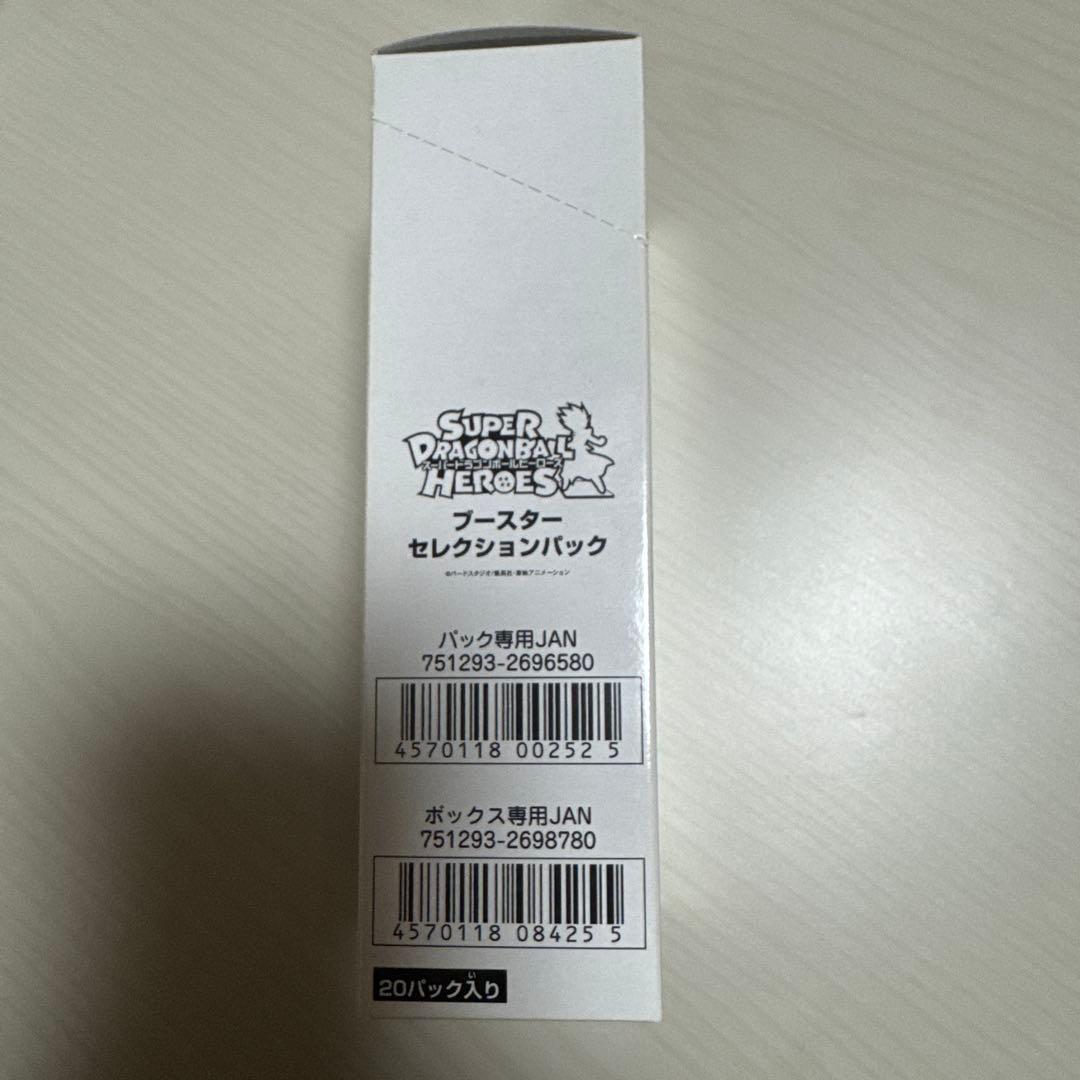 SUPER
DRAGONBALL
スーパードラゴンボールヒーローズ
HEROES
ブースター
セレクションパック
©バードスタジオ/集英社・東映アニメーション
パック専用JAN
751293-2696580
4570118 00252 5
ボックス専用JAN
751293-2698780
4570118 08425 5
い
20パック入り